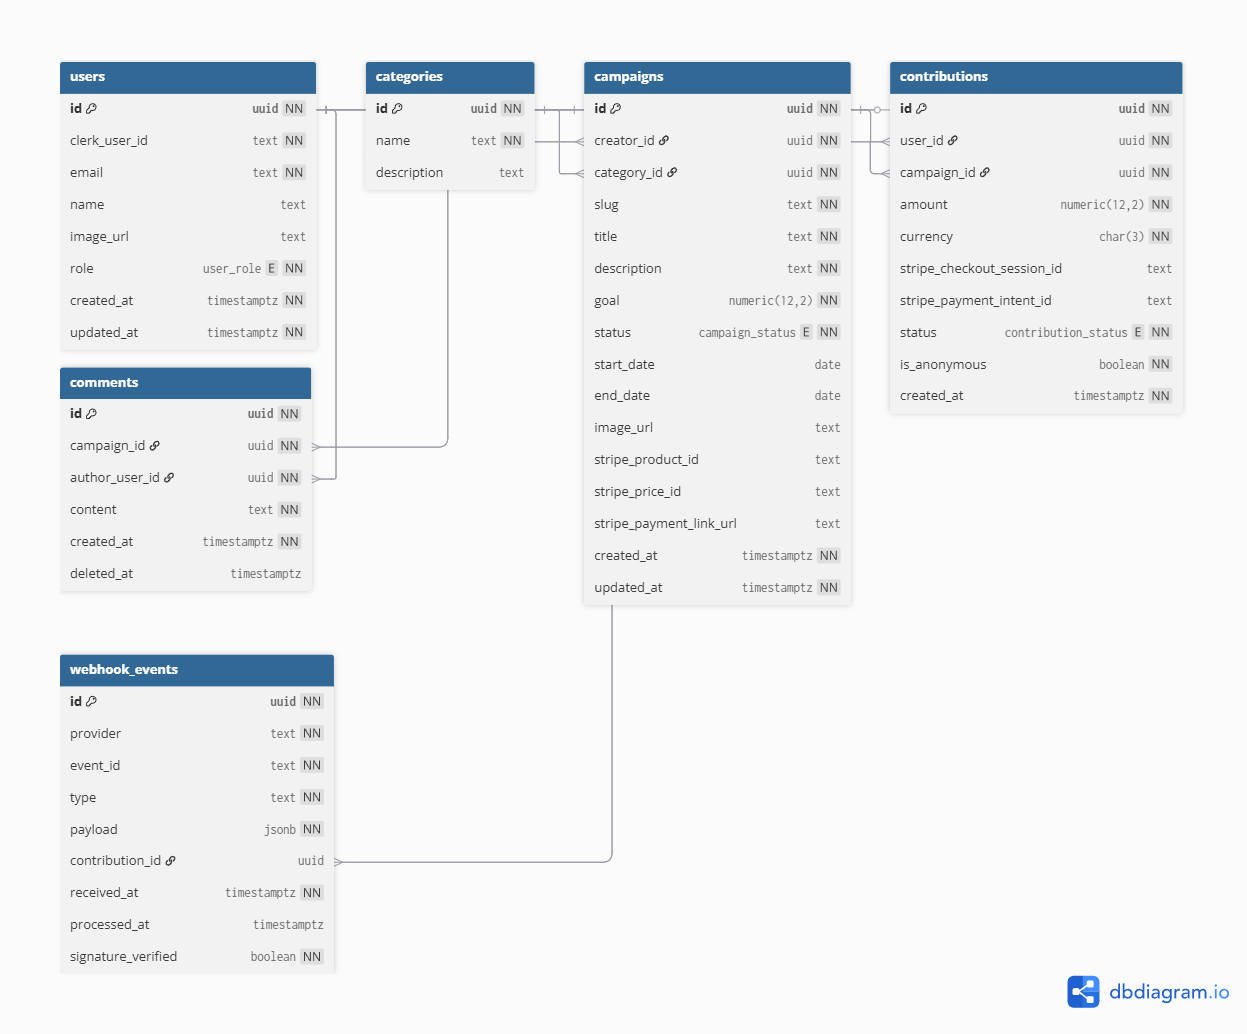 users
id uuid NN
clerk_user_id text NN
email text NN
name text
image_url text
role user_role E NN
created_at timestamptz NN
updated_at timestamptz NN
categories
id uuid NN
name text NN
description text
campaigns
id uuid NN
creator_id uuid NN
category_id uuid NN
slug text NN
title text NN
description text NN
goal numeric(12,2) NN
status campaign_status E NN
start_date date
end_date date
image_url text
stripe_product_id text
stripe_price_id text
stripe_payment_link_url text
created_at timestamptz NN
updated_at timestamptz NN
contributions
id uuid NN
user_id uuid NN
campaign_id uuid NN
amount numeric(12,2) NN
currency char(3) NN
stripe_checkout_session_id text
stripe_payment_intent_id text
status contribution_status E NN
is_anonymous boolean NN
created_at timestamptz NN
comments
id uuid NN
campaign_id uuid NN
author_user_id uuid NN
content text NN
created_at timestamptz NN
deleted_at timestamptz
webhook_events
id uuid NN
provider text NN
event_id text NN
type text NN
payload jsonb NN
contribution_id uuid
received_at timestamptz NN
processed_at timestamptz
signature_verified boolean NN
dbdiagram.io